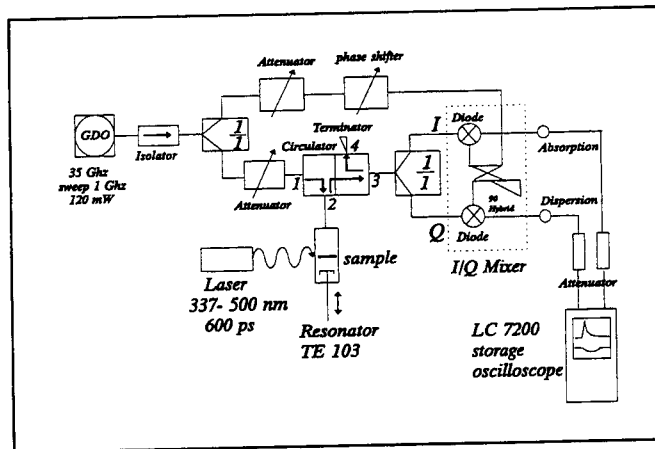 Attenuator
phase shifter
GDO
Isolator
1/1
Terminator
Circulator
4
1
2
3
Attenuator
35 Ghz
sweep 1 Ghz
120 mW
1/1
I
Diode
Absorption
90
Hybrid
Dispersion
Q
Diode
I/Q Mixer
Attenuator
sample
Laser
337- 500 nm
600 ps
Resonator
TE 103
LC 7200
storage
oscilloscope